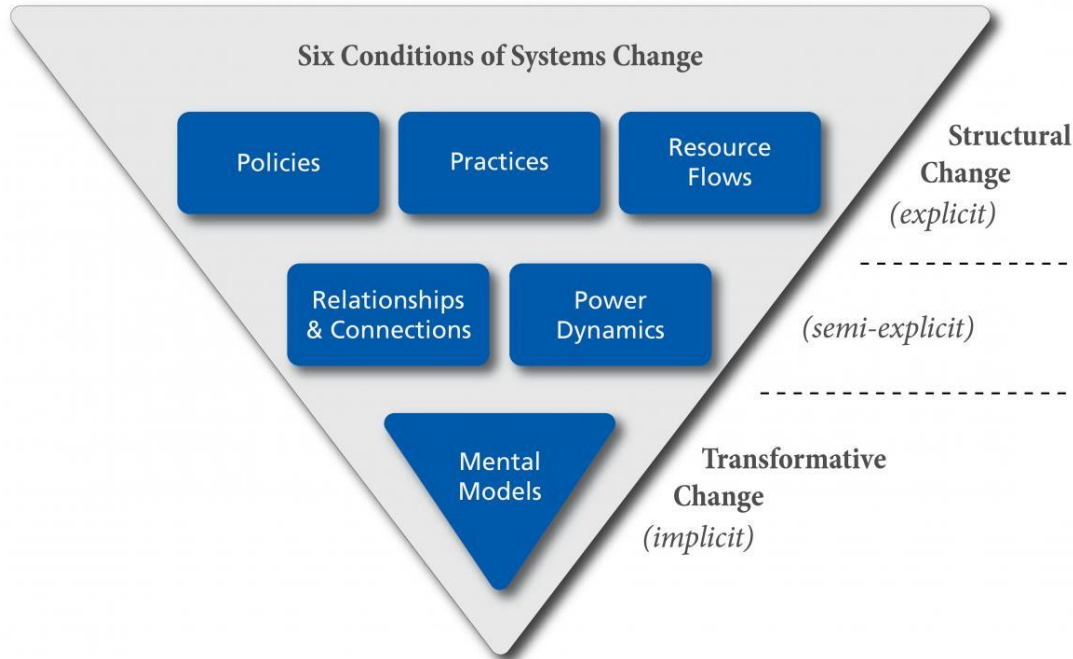 Six Conditions of Systems Change
Policies
Practices
Resource
Flows
Structural
Change
(explicit)
Relationships
& Connections
Power
Dynamics
(semi-explicit)
Mental
Models
Transformative
Change
(implicit)